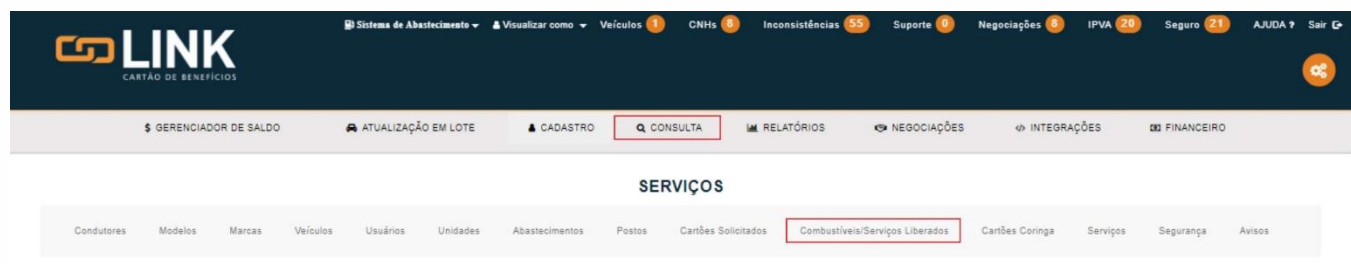 Sistema de Abastecimento Visualizar como Veículos 1 CNHs 8 Inconsistências 55 Suporte 0 Negociações 8 IPVA 20 Seguro 21 AJUDA ? Sair
LINK
CARTÃO DE BENEFÍCIOS
$ GERENCIADOR DE SALDO ATUALIZAÇÃO EM LOTE CADASTRO CONSULTA RELATÓRIOS NEGOCIAÇÕES </> INTEGRAÇÕES FINANCEIRO
SERVIÇOS
Condutores Modelos Marcas Veículos Usuários Unidades Abastecimentos Postos Cartões Solicitados Combustíveis/Serviços Liberados Cartões Coringa Serviços Segurança Avisos